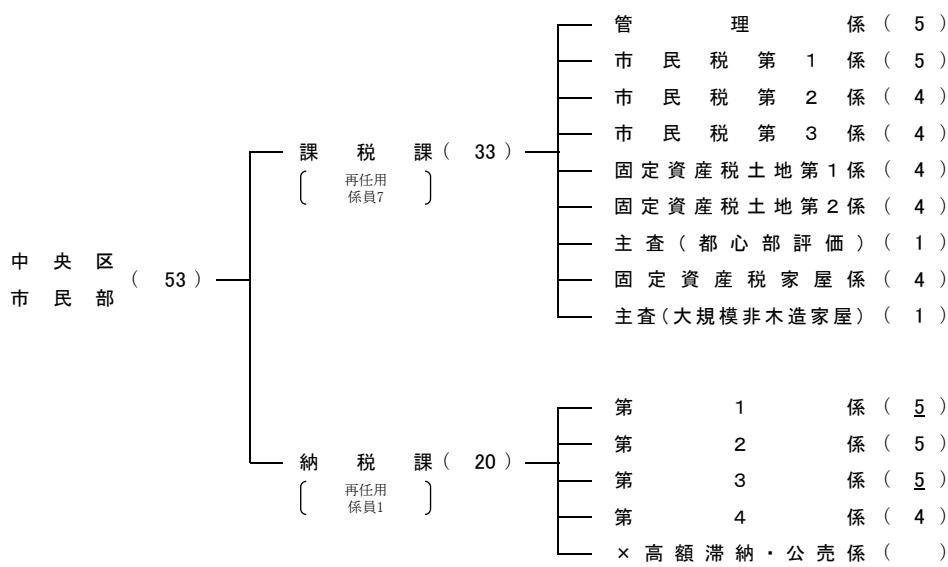 中央区
市民部
( 53 )
課税課( 33 )
再任用
係員7
管理係( 5 )
市民税第1係( 5 )
市民税第2係( 4 )
市民税第3係( 4 )
固定資産税土地第1係( 4 )
固定資産税土地第2係( 4 )
主査(都心部評価)( 1 )
固定資産税家屋係( 4 )
主査(大規模非木造家屋)( 1 )
納税課( 20 )
再任用
係員1
第1係( 5 )
第2係( 5 )
第3係( 5 )
第4係( 4 )
×高額滞納・公売係( )